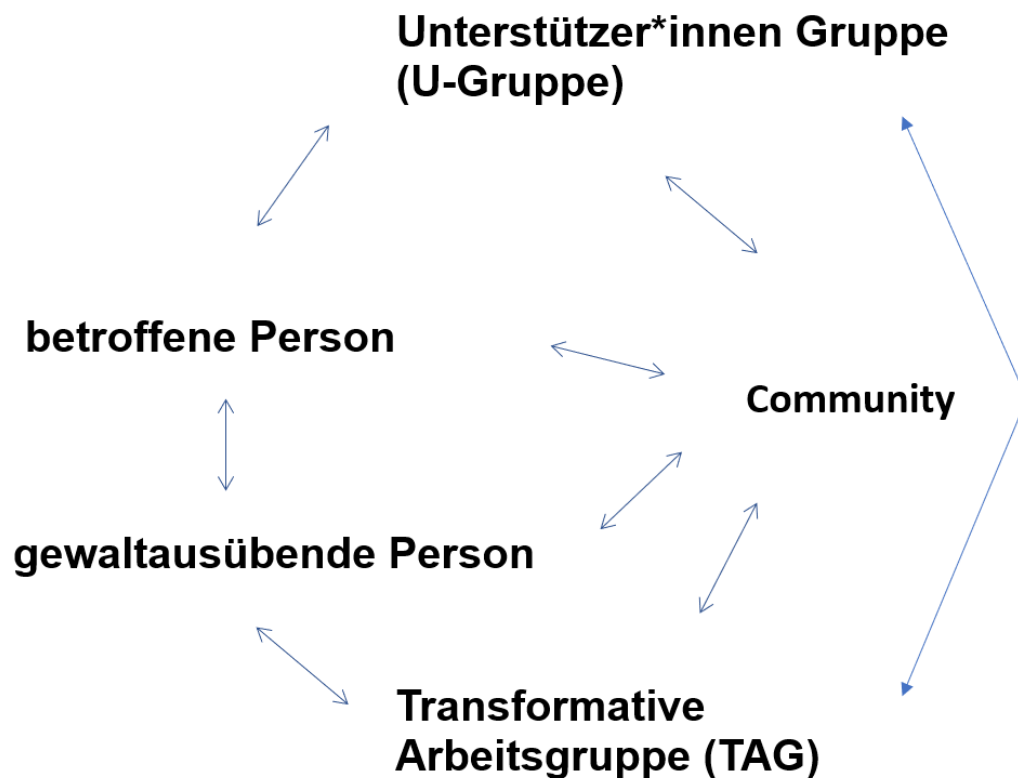 Unterstützer*innen Gruppe
(U-Gruppe)
betroffene Person
Community
gewaltausübende Person
Transformative
Arbeitsgruppe (TAG)